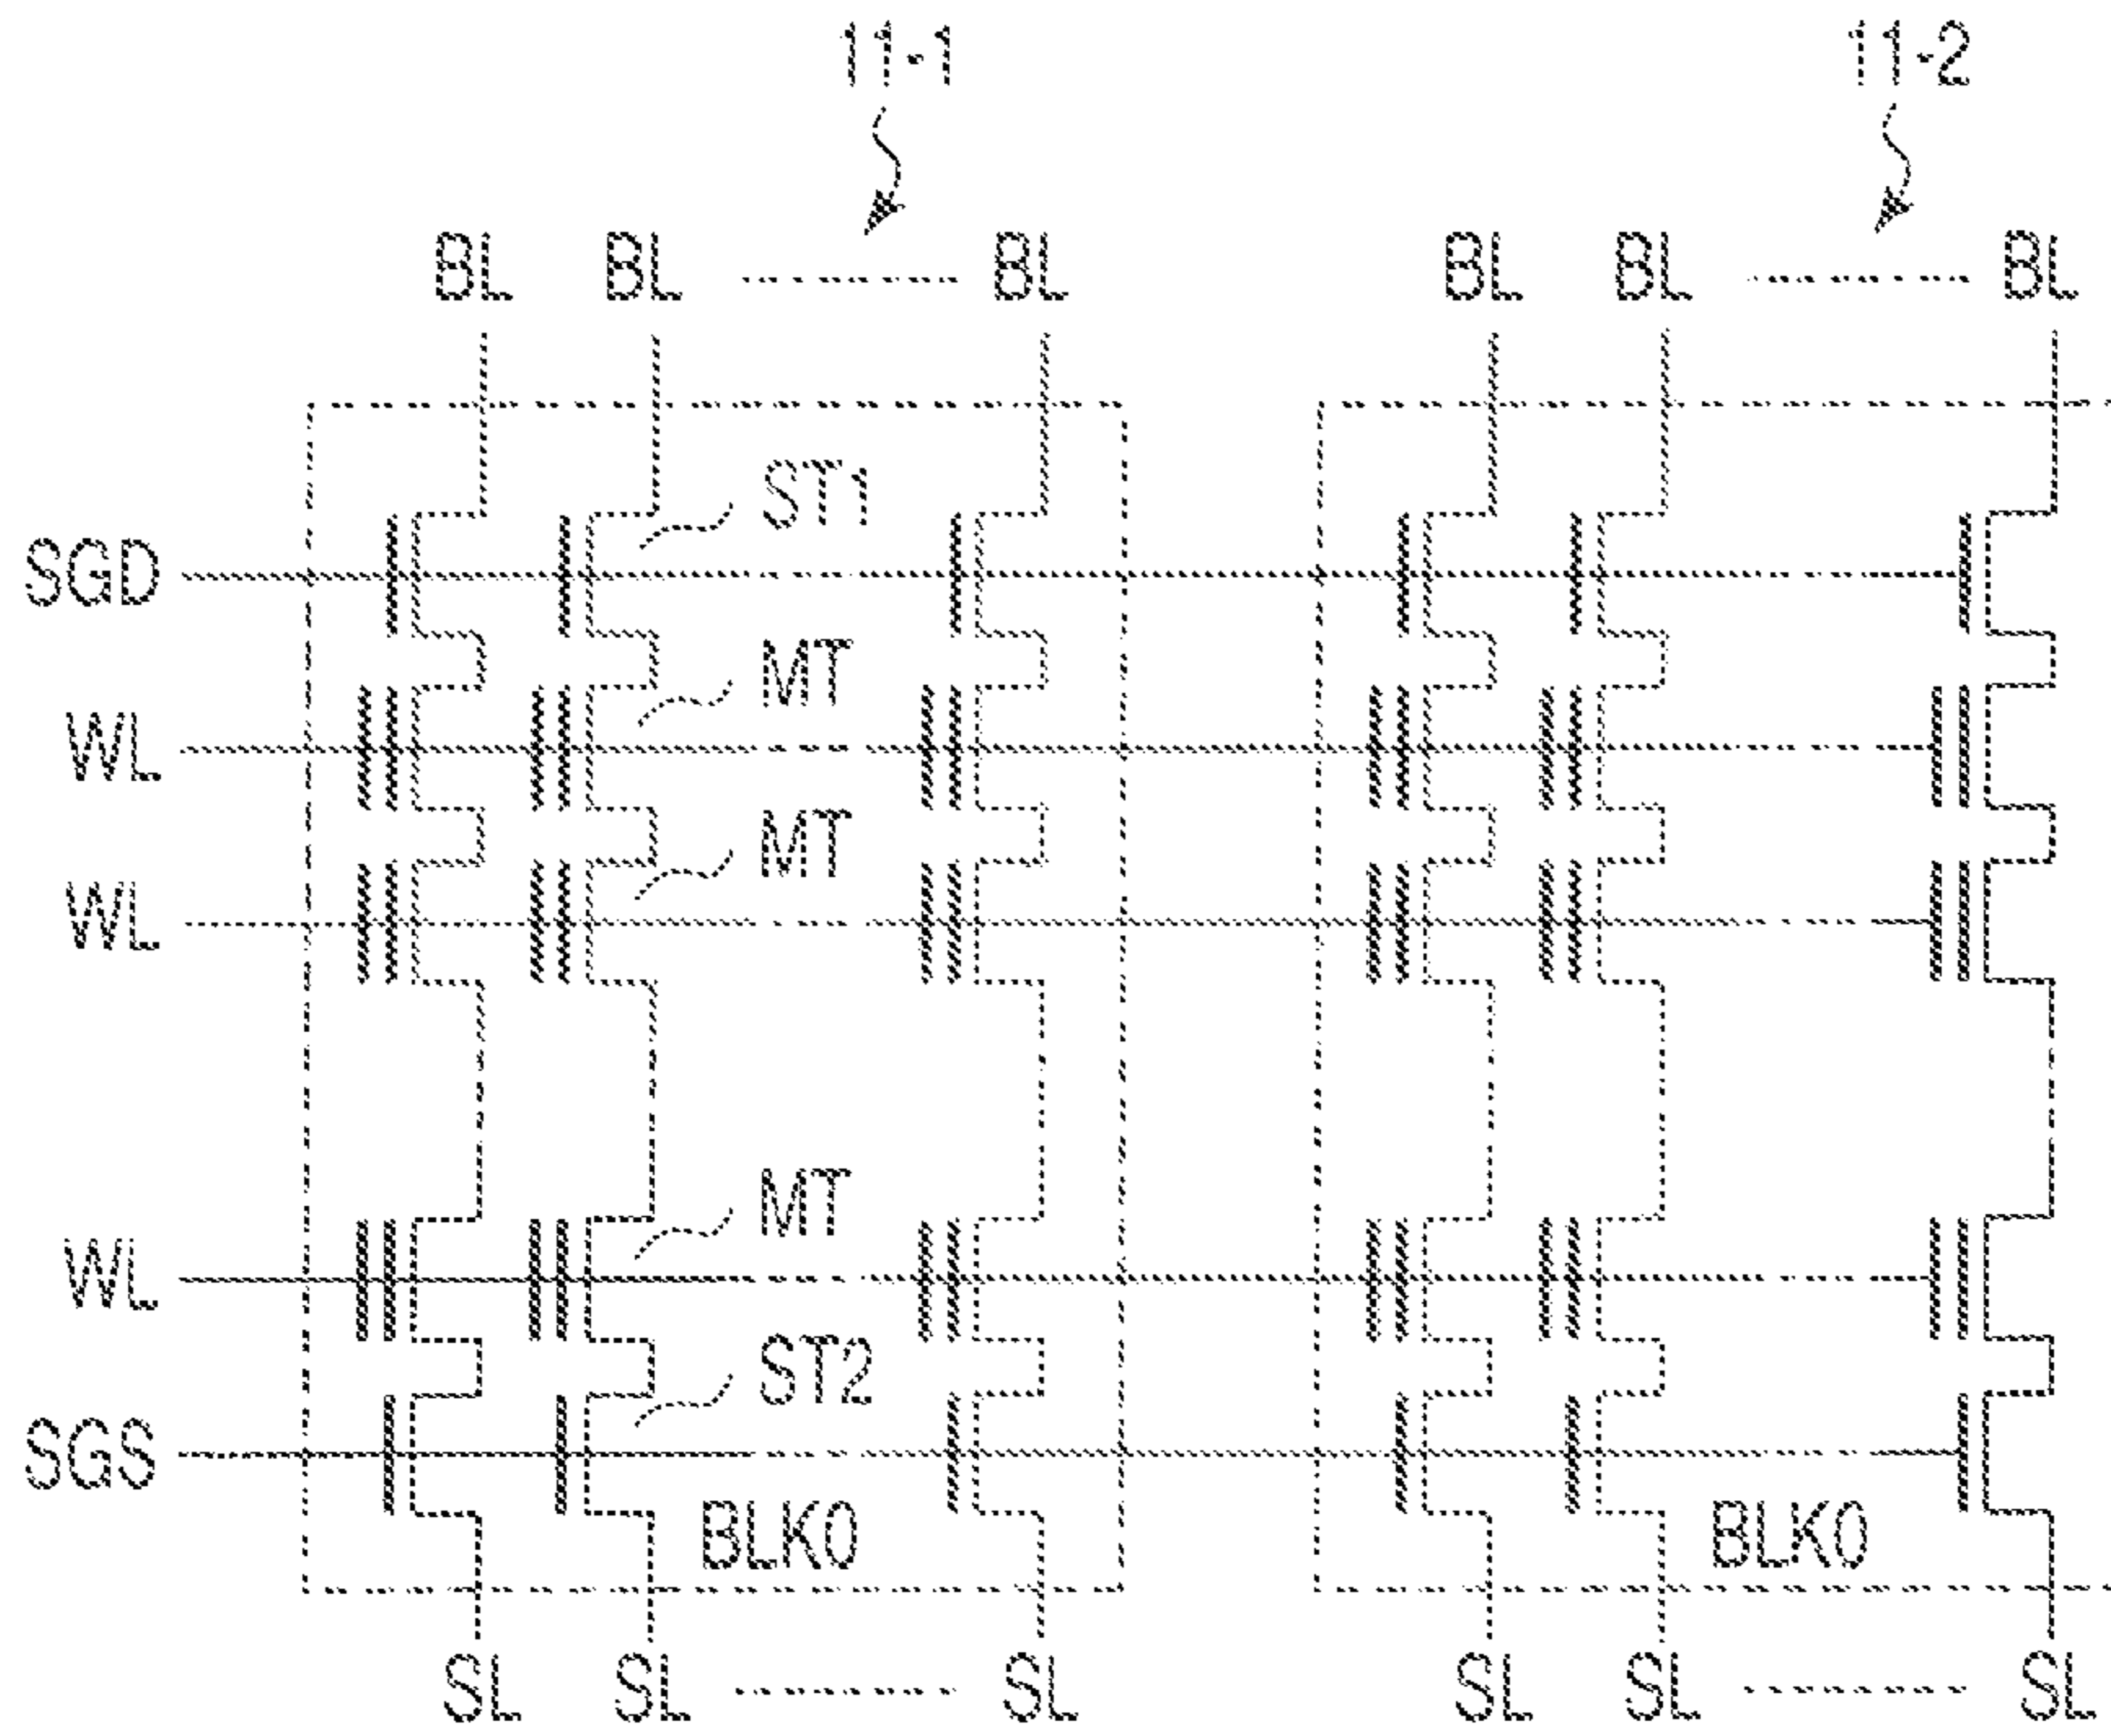 11-1 11-2
BL BL BL BL BL BL
ST1
SGD
MT
WL
MT
WL
MT
WL
ST2
SGS
BLK0 BLK0
SL SL SL SL SL SL